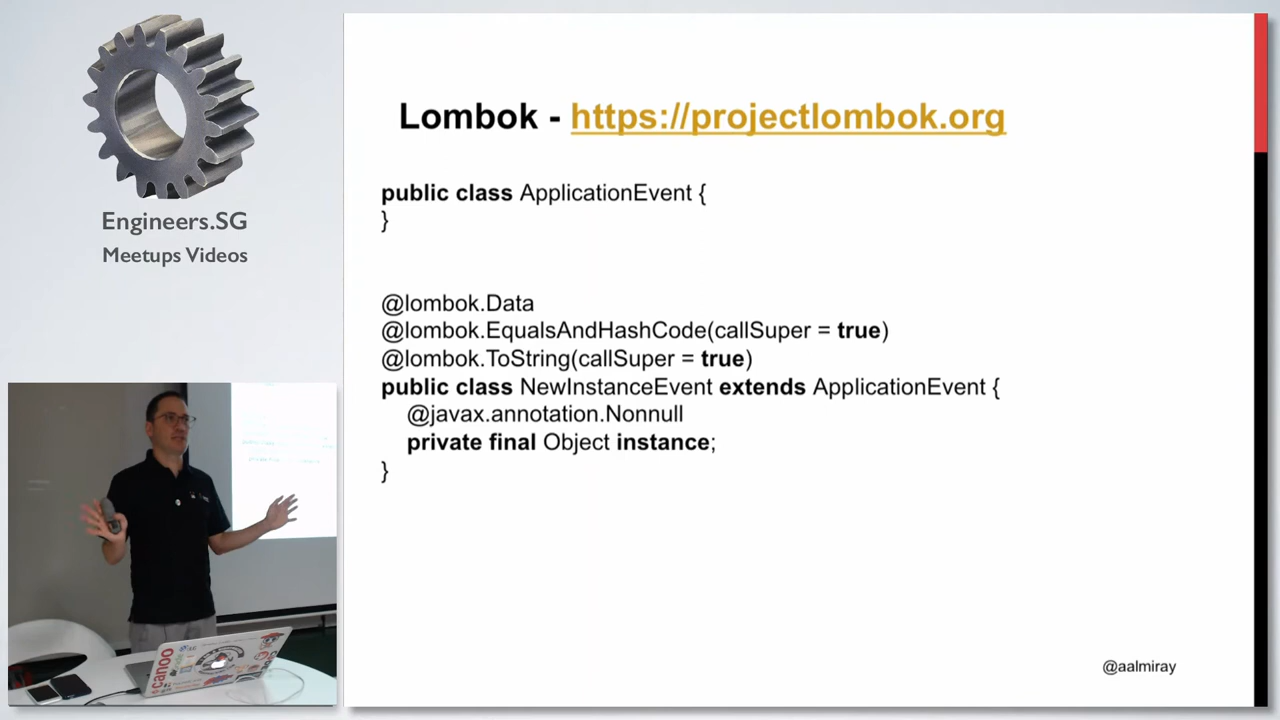 Engineers.SG
Meetups Videos
Lombok - https://projectlombok.org
public class ApplicationEvent {
}
@lombok.Data
@lombok.EqualsAndHashCode(callSuper = true)
@lombok.ToString(callSuper = true)
public class NewInstanceEvent extends ApplicationEvent {
@javax.annotation.Nonnull
private final Object instance;
}
@aalmiray
canoo